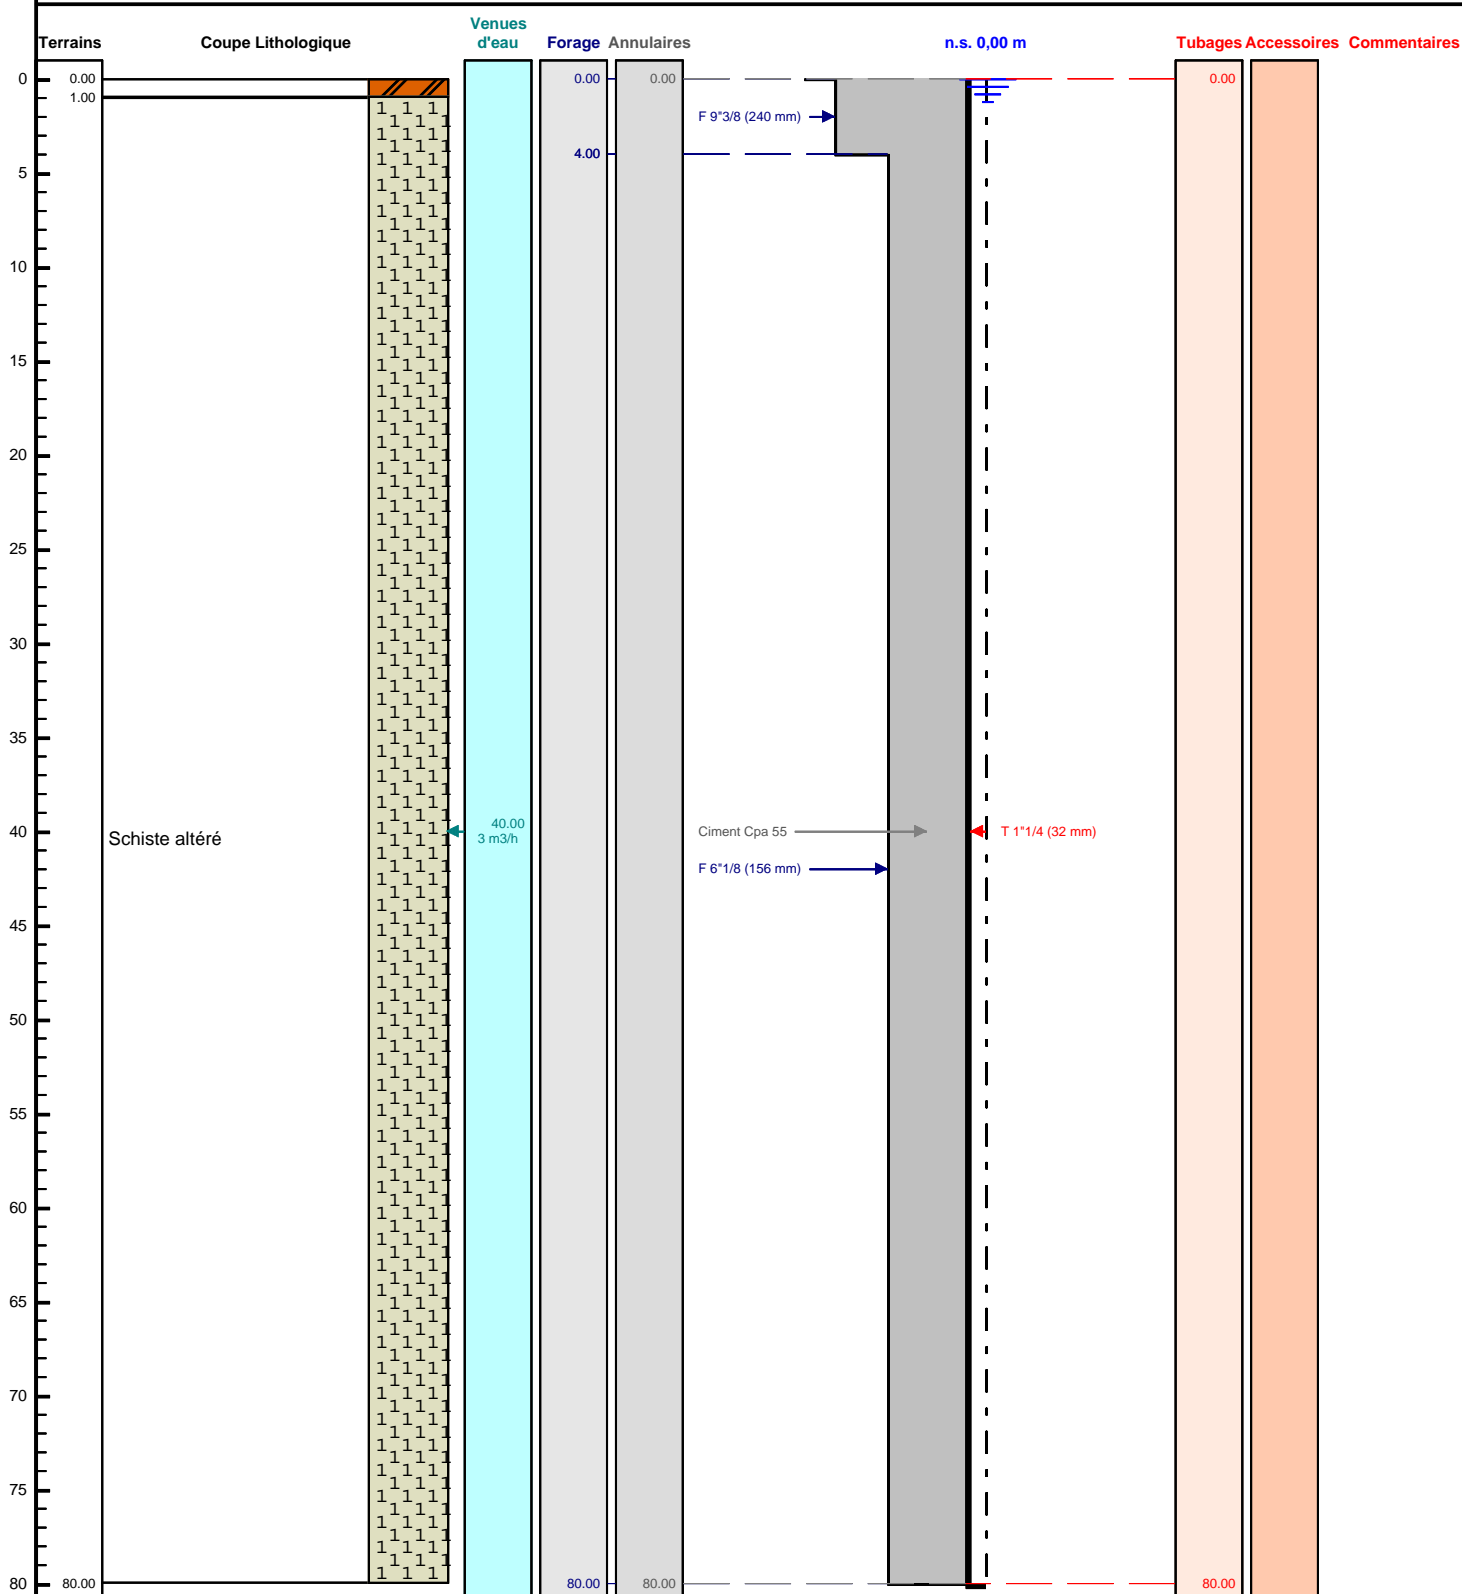 Terrains
Coupe Lithologique
Venues
d'eau
Forage
Annulaires
n.s. 0,00 m
Tubages
Accessoires
Commentaires
0
0.00
0.00
0.00
0.00
1.00
F 9"3/8 (240 mm)
4.00
5
10
15
20
25
30
35
40
Schiste altéré
40.00
3 m3/h
Ciment Cpa 55
T 1"1/4 (32 mm)
F 6"1/8 (156 mm)
45
50
55
60
65
70
75
80
80.00
80.00
80.00
80.00